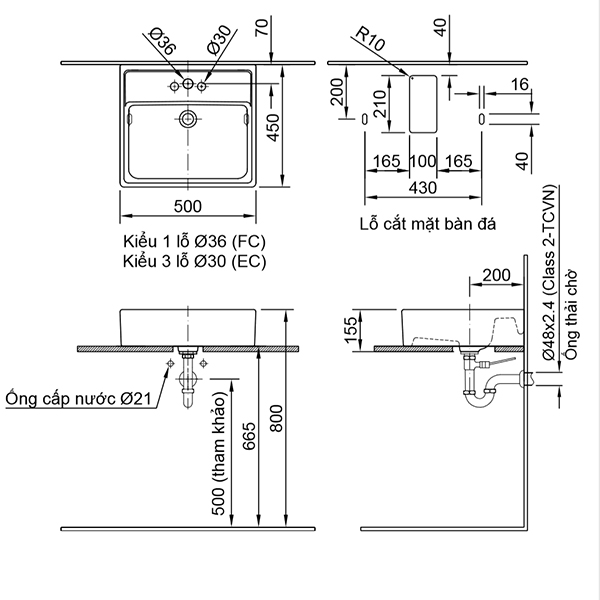 Ø36
Ø30
70
450
500
Kiểu 1 lỗ Ø36 (FC)
Kiểu 3 lỗ Ø30 (EC)
R10
40
200
210
16
40
165 100 165
430
Lỗ cắt mặt bàn đá
Ống cấp nước Ø21
500 (tham khảo)
665
800
155
200
Ø48x2.4 (Class 2-TCVN)
Ống thải chờ